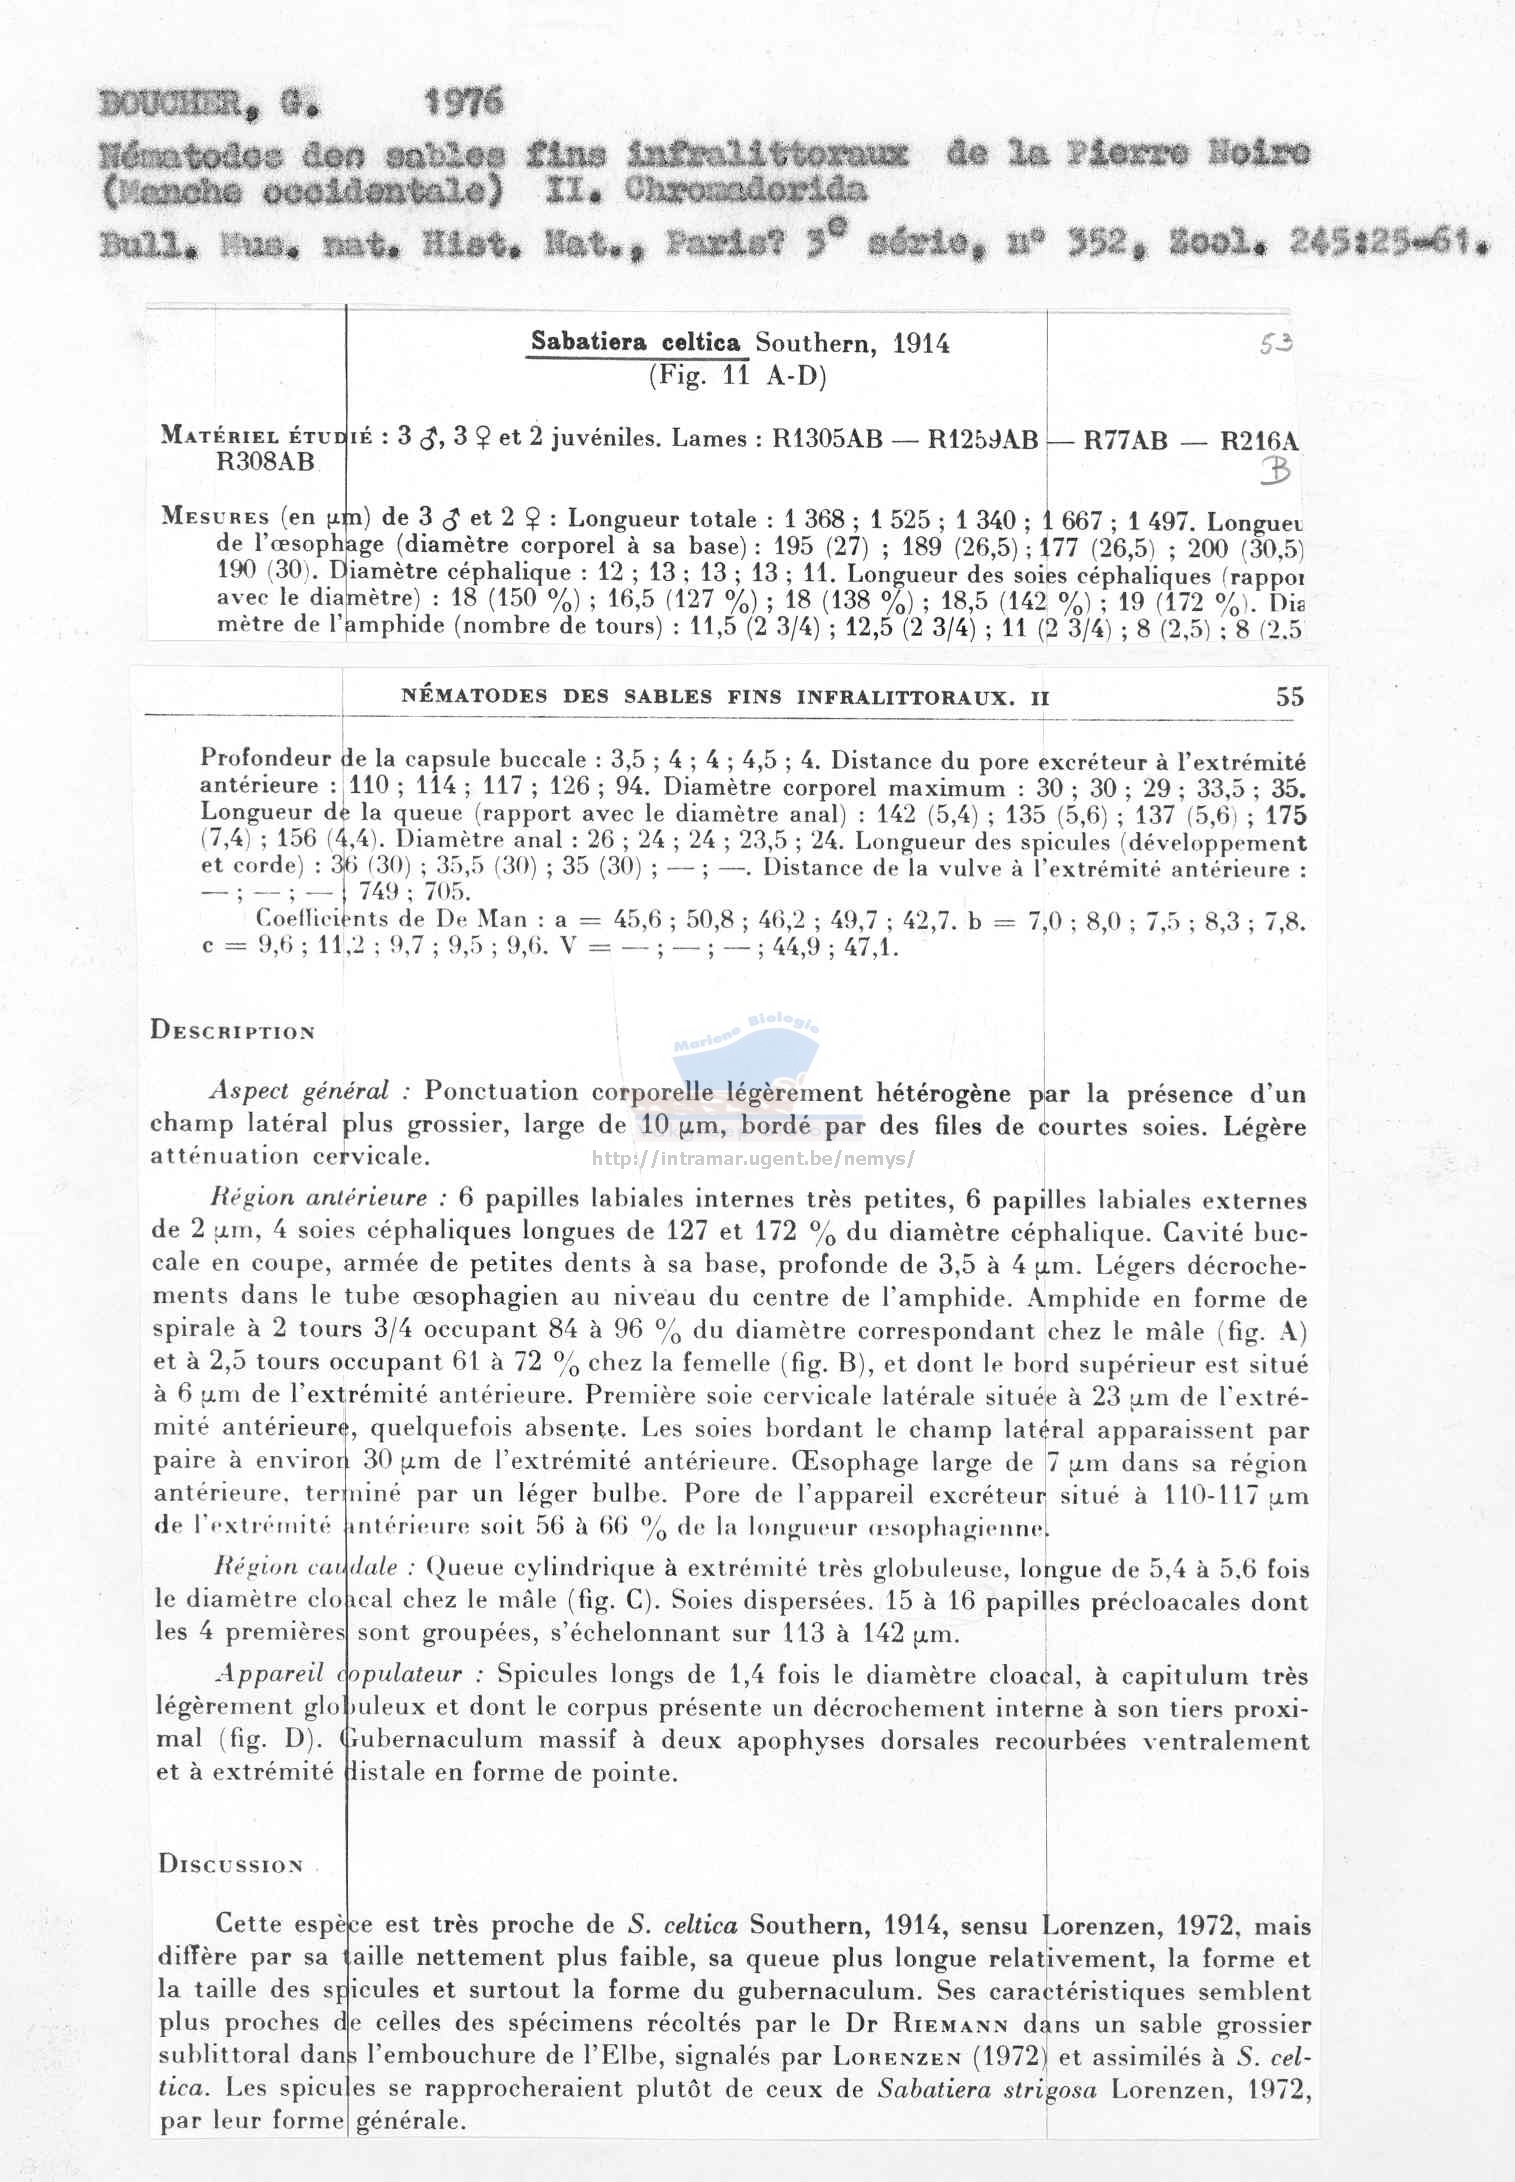 BOUCHER, G. 1976
Nématodes des sables fins infralittoraux de la Pierre Noire
(Manche occidentale) II. Chromadorida
Bull. Mus. nat. Hist. Nat., Paris? 3e série, n° 352, Zool. 245:25-61.
Sabatiera celtica Southern, 1914
53
(Fig. 11 A-D)
MATÉRIEL ÉTUDIÉ : 3 ♂, 3 ♀ et 2 juvéniles. Lames : R1305AB — R1259AB — R77AB — R216A
R308AB
B
MESURES (en µm) de 3 ♂ et 2 ♀ : Longueur totale : 1 368 ; 1 525 ; 1 340 ; 1 667 ; 1 497. Longueu
de l'œsophage (diamètre corporel à sa base) : 195 (27) ; 189 (26,5) ; 177 (26,5) ; 200 (30,5)
190 (30). Diamètre céphalique : 12 ; 13 ; 13 ; 13 ; 11. Longueur des soies céphaliques (rappor
avec le diamètre) : 18 (150 %) ; 16,5 (127 %) ; 18 (138 %) ; 18,5 (142 %) ; 19 (172 %). Dia
mètre de l'amphide (nombre de tours) : 11,5 (2 3/4) ; 12,5 (2 3/4) ; 11 (2 3/4) ; 8 (2,5) ; 8 (2.5
NÉMATODES DES SABLES FINS INFRALITTORAUX. II 55
Profondeur de la capsule buccale : 3,5 ; 4 ; 4 ; 4,5 ; 4. Distance du pore excréteur à l'extrémité
antérieure : 110 ; 114 ; 117 ; 126 ; 94. Diamètre corporel maximum : 30 ; 30 ; 29 ; 33,5 ; 35.
Longueur de la queue (rapport avec le diamètre anal) : 142 (5,4) ; 135 (5,6) ; 137 (5,6) ; 175
(7,4) ; 156 (4,4). Diamètre anal : 26 ; 24 ; 24 ; 23,5 ; 24. Longueur des spicules (développement
et corde) : 36 (30) ; 35,5 (30) ; 35 (30) ; — ; —. Distance de la vulve à l'extrémité antérieure :
— ; — ; — ; 749 ; 705.
Coefficients de De Man : a = 45,6 ; 50,8 ; 46,2 ; 49,7 ; 42,7. b = 7,0 ; 8,0 ; 7,5 ; 8,3 ; 7,8.
c = 9,6 ; 11,2 ; 9,7 ; 9,5 ; 9,6. V = — ; — ; — ; 44,9 ; 47,1.
Mariene Biologie
DESCRIPTION
Aspect général : Ponctuation corporelle légèrement hétérogène par la présence d'un
champ latéral plus grossier, large de 10 µm, bordé par des files de courtes soies. Légère
atténuation cervicale.
http://intramar.ugent.be/nemys/
Région antérieure : 6 papilles labiales internes très petites, 6 papilles labiales externes
de 2 µm, 4 soies céphaliques longues de 127 et 172 % du diamètre céphalique. Cavité buc-
cale en coupe, armée de petites dents à sa base, profonde de 3,5 à 4 µm. Légers décroche-
ments dans le tube œsophagien au niveau du centre de l'amphide. Amphide en forme de
spirale à 2 tours 3/4 occupant 84 à 96 % du diamètre correspondant chez le mâle (fig. A)
et à 2,5 tours occupant 61 à 72 % chez la femelle (fig. B), et dont le bord supérieur est situé
à 6 µm de l'extrémité antérieure. Première soie cervicale latérale située à 23 µm de l'extré-
mité antérieure, quelquefois absente. Les soies bordant le champ latéral apparaissent par
paire à environ 30 µm de l'extrémité antérieure. Œsophage large de 7 µm dans sa région
antérieure, terminé par un léger bulbe. Pore de l'appareil excréteur situé à 110-117 µm
de l'extrémité antérieure soit 56 à 66 % de la longueur œsophagienne.
Région caudale : Queue cylindrique à extrémité très globuleuse, longue de 5,4 à 5,6 fois
le diamètre cloacal chez le mâle (fig. C). Soies dispersées. 15 à 16 papilles précloacales dont
les 4 premières sont groupées, s'échelonnant sur 113 à 142 µm.
Appareil copulateur : Spicules longs de 1,4 fois le diamètre cloacal, à capitulum très
légèrement globuleux et dont le corpus présente un décrochement interne à son tiers proxi-
mal (fig. D). Gubernaculum massif à deux apophyses dorsales recourbées ventralement
et à extrémité distale en forme de pointe.
DISCUSSION
Cette espèce est très proche de S. celtica Southern, 1914, sensu Lorenzen, 1972, mais
diffère par sa taille nettement plus faible, sa queue plus longue relativement, la forme et
la taille des spicules et surtout la forme du gubernaculum. Ses caractéristiques semblent
plus proches de celles des spécimens récoltés par le Dr RIEMANN dans un sable grossier
sublittoral dans l'embouchure de l'Elbe, signalés par LORENZEN (1972) et assimilés à S. cel-
tica. Les spicules se rapprocheraient plutôt de ceux de Sabatiera strigosa Lorenzen, 1972,
par leur forme générale.